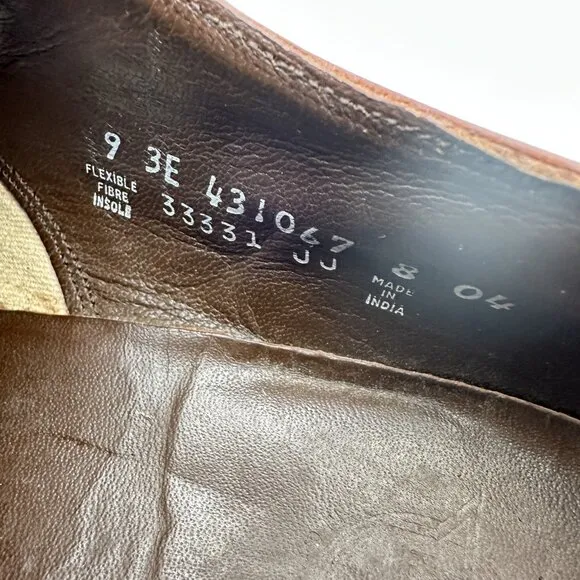 9 3E 431067 8 04
FLEXIBLE
FIBRE
INSOLE
33331 JJ
MADE
IN
INDIA